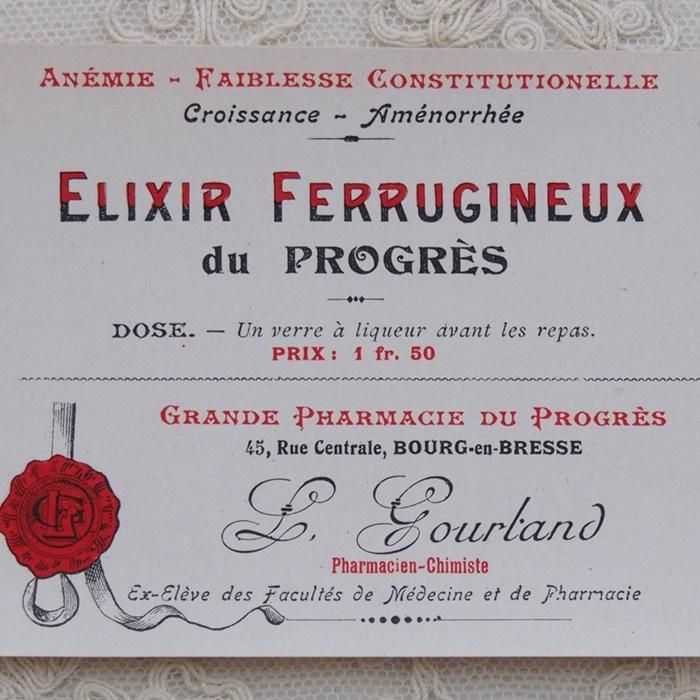 Anémie - Faiblesse Constitutionelle
Croissance - Aménorrhée
Elixir Ferrugineux
du PROGRÈS
DOSE. — Un verre à liqueur avant les repas.
PRIX : 1 fr. 50
Grande Pharmacie du Progrès
45, Rue Centrale, BOURG-en-BRESSE
L. Gourland
Pharmacien-Chimiste
Ex-Elève des Facultés de Médecine et de Pharmacie